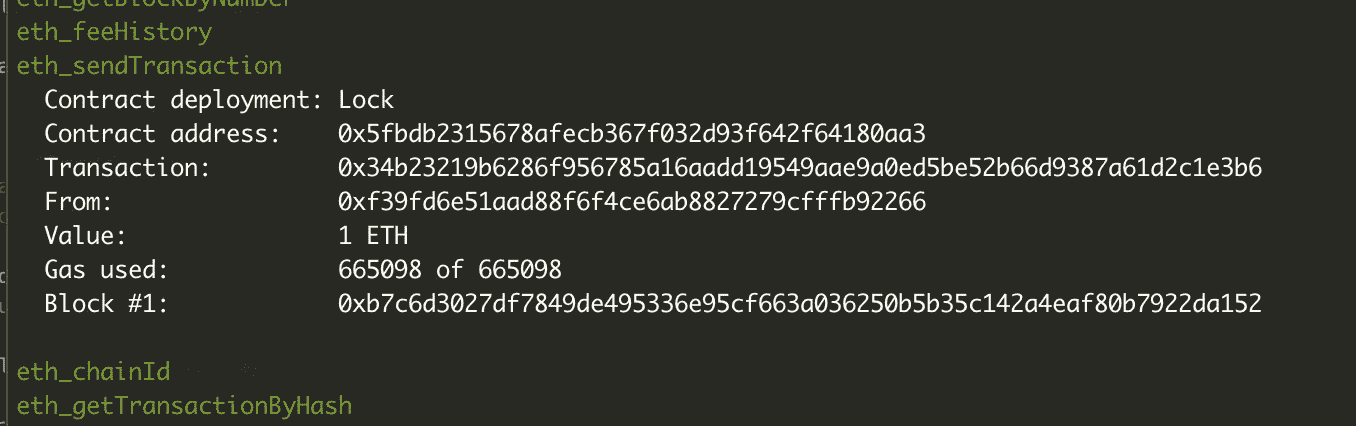 eth_getBlockByNumber
eth_feeHistory
eth_sendTransaction
Contract deployment: Lock
Contract address: 0x5fbdb2315678afecb367f032d93f642f64180aa3
Transaction: 0x34b23219b6286f956785a16aadd19549aae9a0ed5be52b66d9387a61d2c1e3b6
From: 0xf39fd6e51aad88f6f4ce6ab8827279cfffb92266
Value: 1 ETH
Gas used: 665098 of 665098
Block #1: 0xb7c6d3027df7849de495336e95cf663a036250b5b35c142a4eaf80b7922da152
eth_chainId
eth_getTransactionByHash